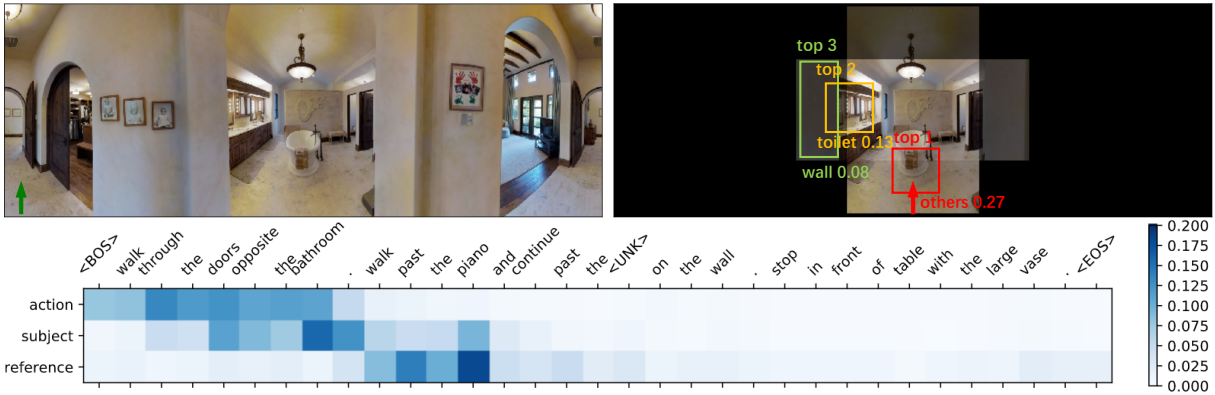 top 3
top 2
toilet 0.13
top 1
wall 0.08
others 0.27
<BOS> walk through the doors opposite the bathroom . walk past the piano and continue past the <UNK> on the wall . stop in front of table with the large vase . <EOS>
action
subject
reference
0.200
0.175
0.150
0.125
0.100
0.075
0.050
0.025
0.000